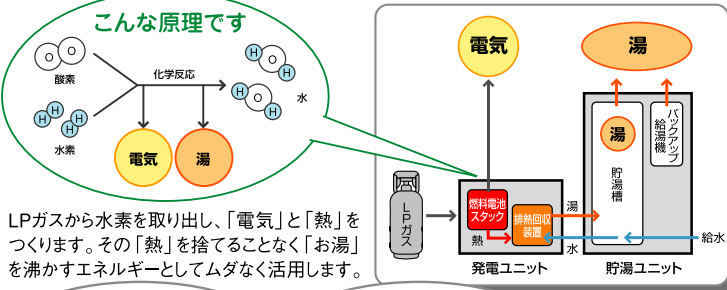 こんな原理です
O O
酸素
H H
H H
水素
化学反応
H O H
H O H
水
電気
湯
LPガスから水素を取り出し、「電気」と「熱」を
つくります。その「熱」を捨てることなく「お湯」
を沸かすエネルギーとしてムダなく活用します。
電気
湯
LPガス
燃料電池
スタック
熱
排熱回収
装置
発電ユニット
湯
水
湯
貯湯槽
バックアップ
給湯機
給水
貯湯ユニット